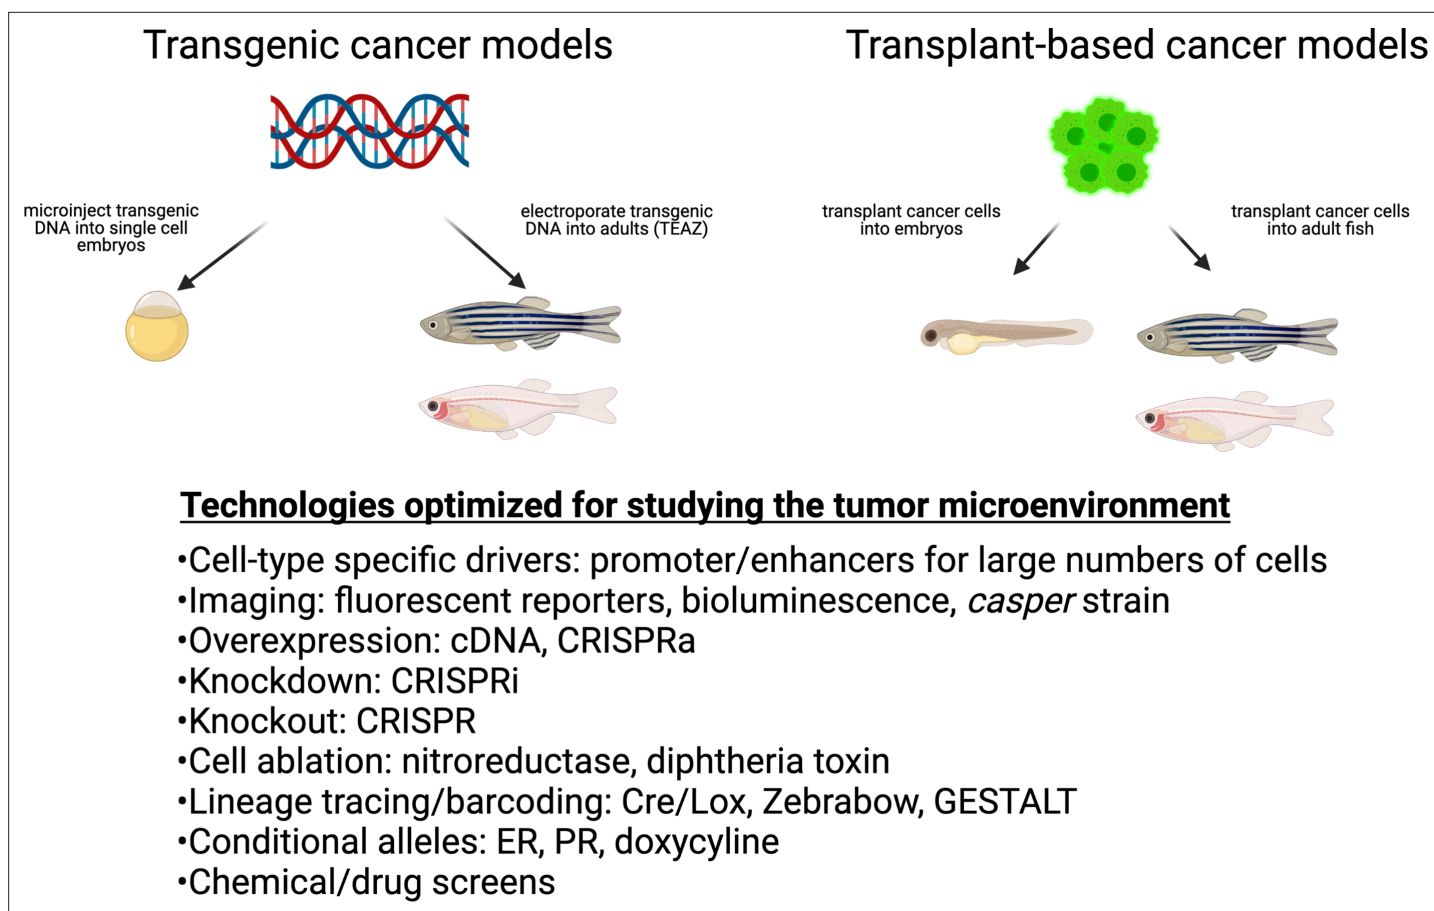 Transgenic cancer models
Transplant-based cancer models
microinject transgenic
DNA into single cell
embryos
electroporate transgenic
DNA into adults (TEAZ)
transplant cancer cells
into embryos
transplant cancer cells
into adult fish
Technologies optimized for studying the tumor microenvironment
•Cell-type specific drivers: promoter/enhancers for large numbers of cells
•Imaging: fluorescent reporters, bioluminescence, casper strain
•Overexpression: cDNA, CRISPRa
•Knockdown: CRISPRi
•Knockout: CRISPR
•Cell ablation: nitroreductase, diphtheria toxin
•Lineage tracing/barcoding: Cre/Lox, Zebrabow, GESTALT
•Conditional alleles: ER, PR, doxycyline
•Chemical/drug screens